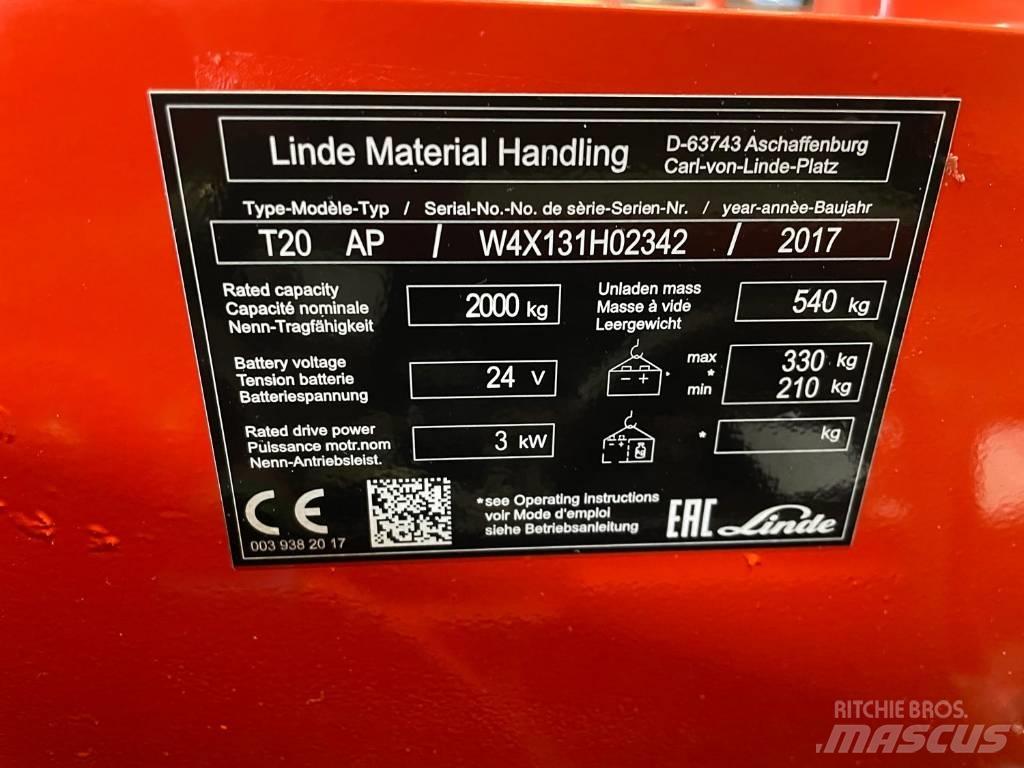 Linde Material Handling
D-63743 Aschaffenburg
Carl-von-Linde-Platz
Type-Modèle-Typ / Serial-No.-No. de sèrie-Serien-Nr. / year-annèe-Baujahr
T20 AP / W4X131H02342 / 2017
Rated capacity
Capacité nominale
Nenn-Tragfähigkeit
2000 kg
Unladen mass
Masse à vide
Leergewicht
540 kg
Battery voltage
Tension batterie
Batteriespannung
24 V
max 330 kg
*
min 210 kg
Rated drive power
Puissance motr.nom
Nenn-Antriebsleist.
3 kW
kg
* kg
CE
003 938 20 17
*see Operating instructions
voir Mode d'emploi
siehe Betriebsanleitung
EAC Linde
RITCHIE BROS.
MASCUS